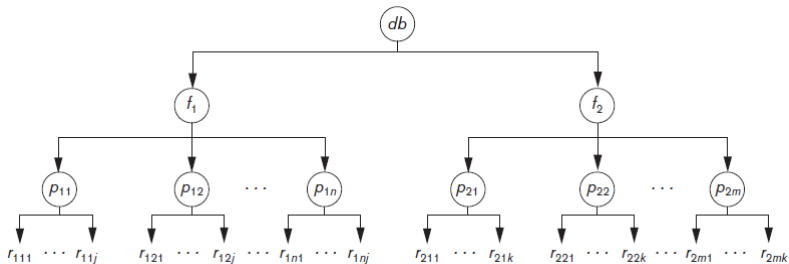 db
f₁ f₂
p₁₁ p₁₂ · · · p₁ₙ p₂₁ p₂₂ · · · p₂ₘ
r₁₁₁ · · · r₁₁ⱼ r₁₂₁ · · · r₁₂ⱼ · · · r₁ₙ₁ · · · r₁ₙⱼ r₂₁₁ · · · r₂₁ₖ r₂₂₁ · · · r₂₂ₖ · · · r₂ₘ₁ · · · r₂ₘₖ